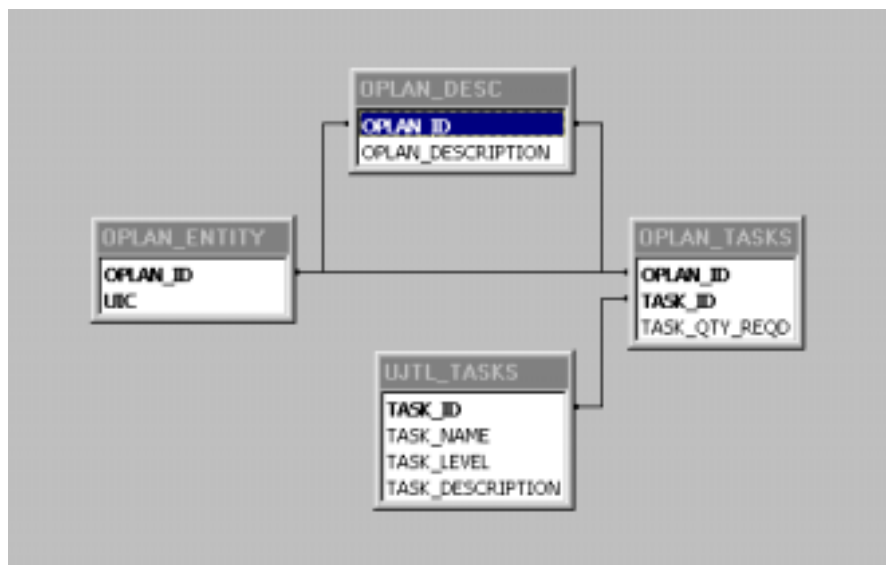 OPLAN_DESC
OPLAN_ID
OPLAN_DESCRIPTION
OPLAN_ENTITY
OPLAN_ID
UIC
OPLAN_TASKS
OPLAN_ID
TASK_ID
TASK_QTY_REQD
UJTL_TASKS
TASK_ID
TASK_NAME
TASK_LEVEL
TASK_DESCRIPTION